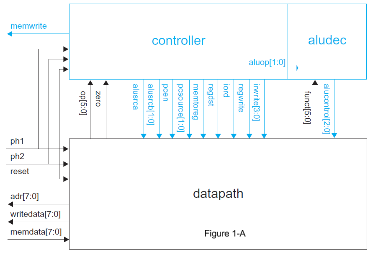 memwrite
controller
aludec
aluop[1:0]
op[5:0]
zero
alusrca
alusrcb[1:0]
pcen
pcsource[1:0]
memtoreg
regdst
iord
regwrite
irwrite[3:0]
funct[5:0]
alucontrol[2:0]
ph1
ph2
reset
adr[7:0]
writedata[7:0]
memdata[7:0]
datapath
Figure 1-A